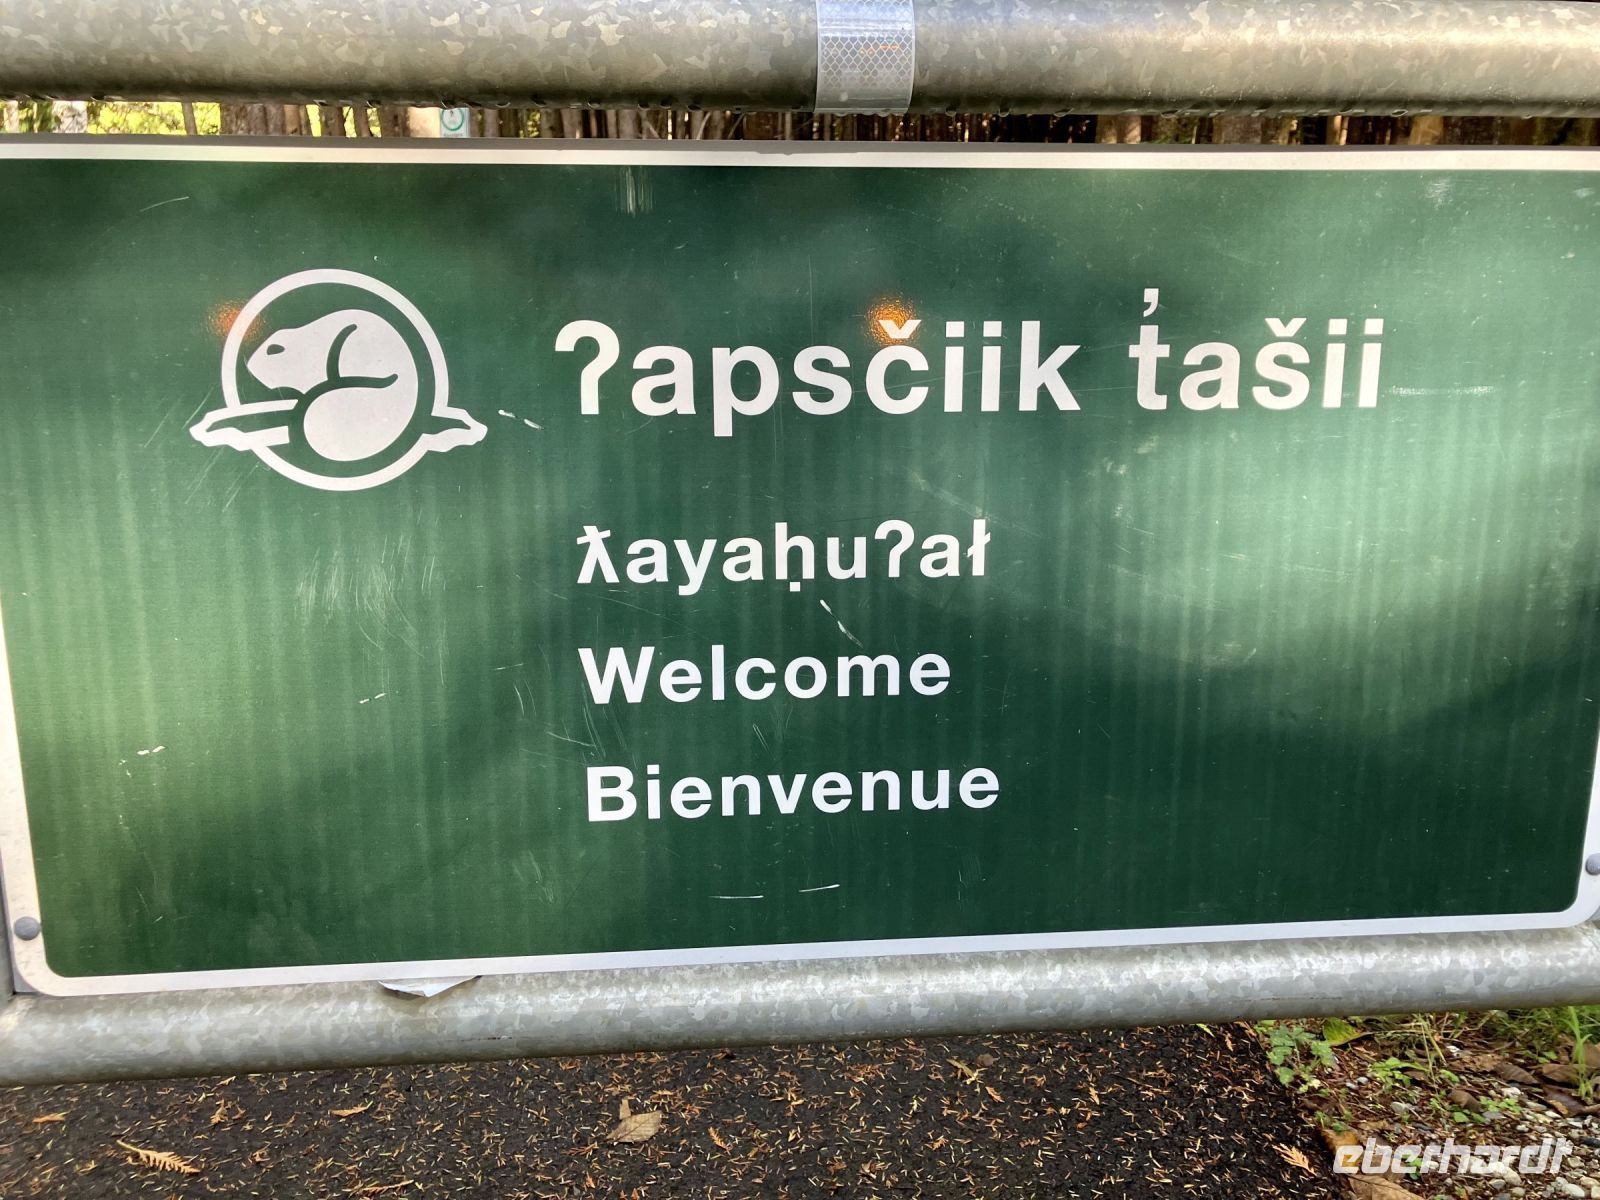 ʔapsčiik t̓ašii
ƛayaḥuʔał
Welcome
Bienvenue
eberhardt